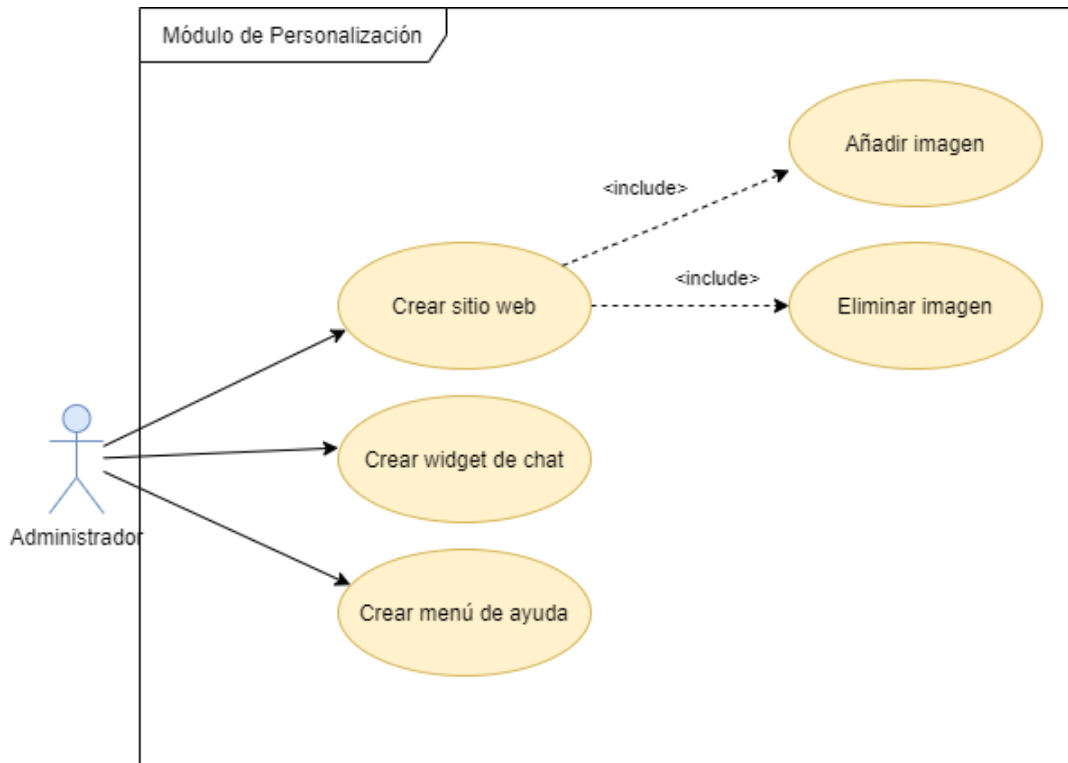 Módulo de Personalización
Añadir imagen
<include>
<include>
Crear sitio web
Eliminar imagen
Crear widget de chat
Administrador
Crear menú de ayuda